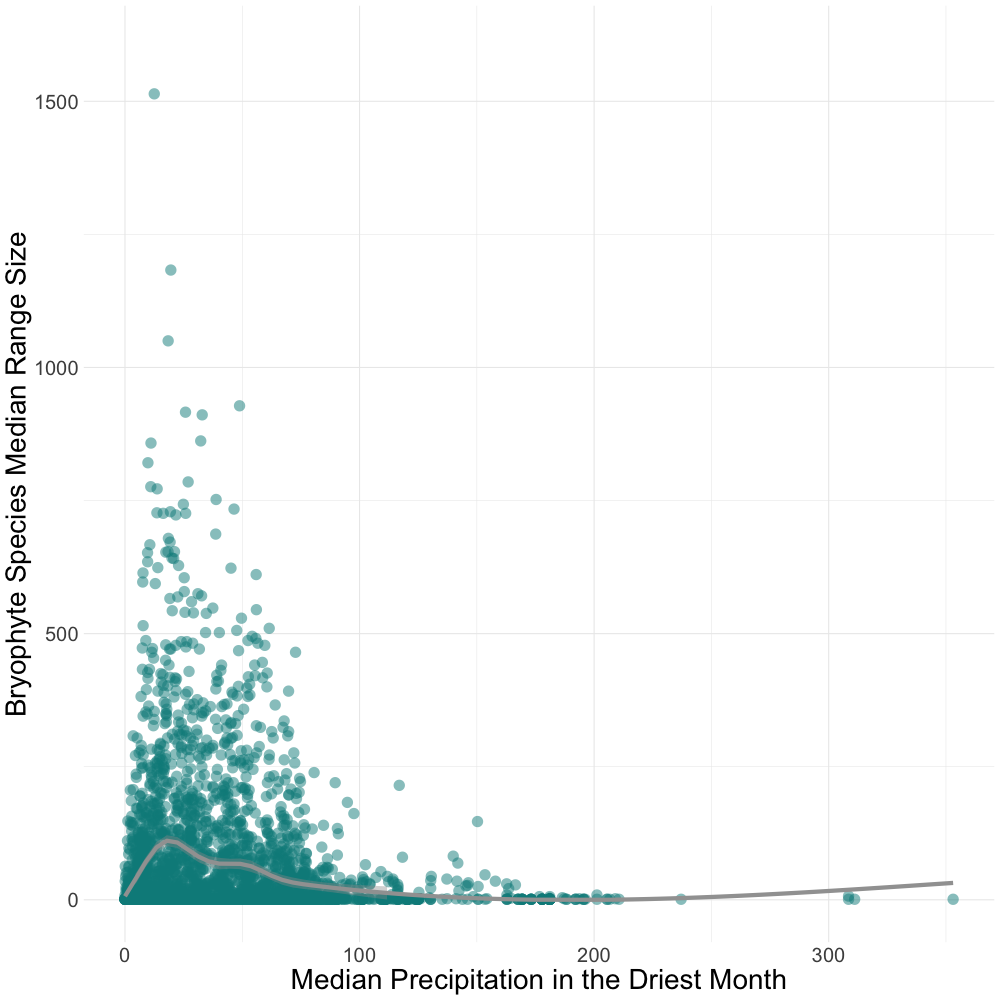 1500
1000
500
0
Bryophyte Species Median Range Size
0 100 200 300
Median Precipitation in the Driest Month